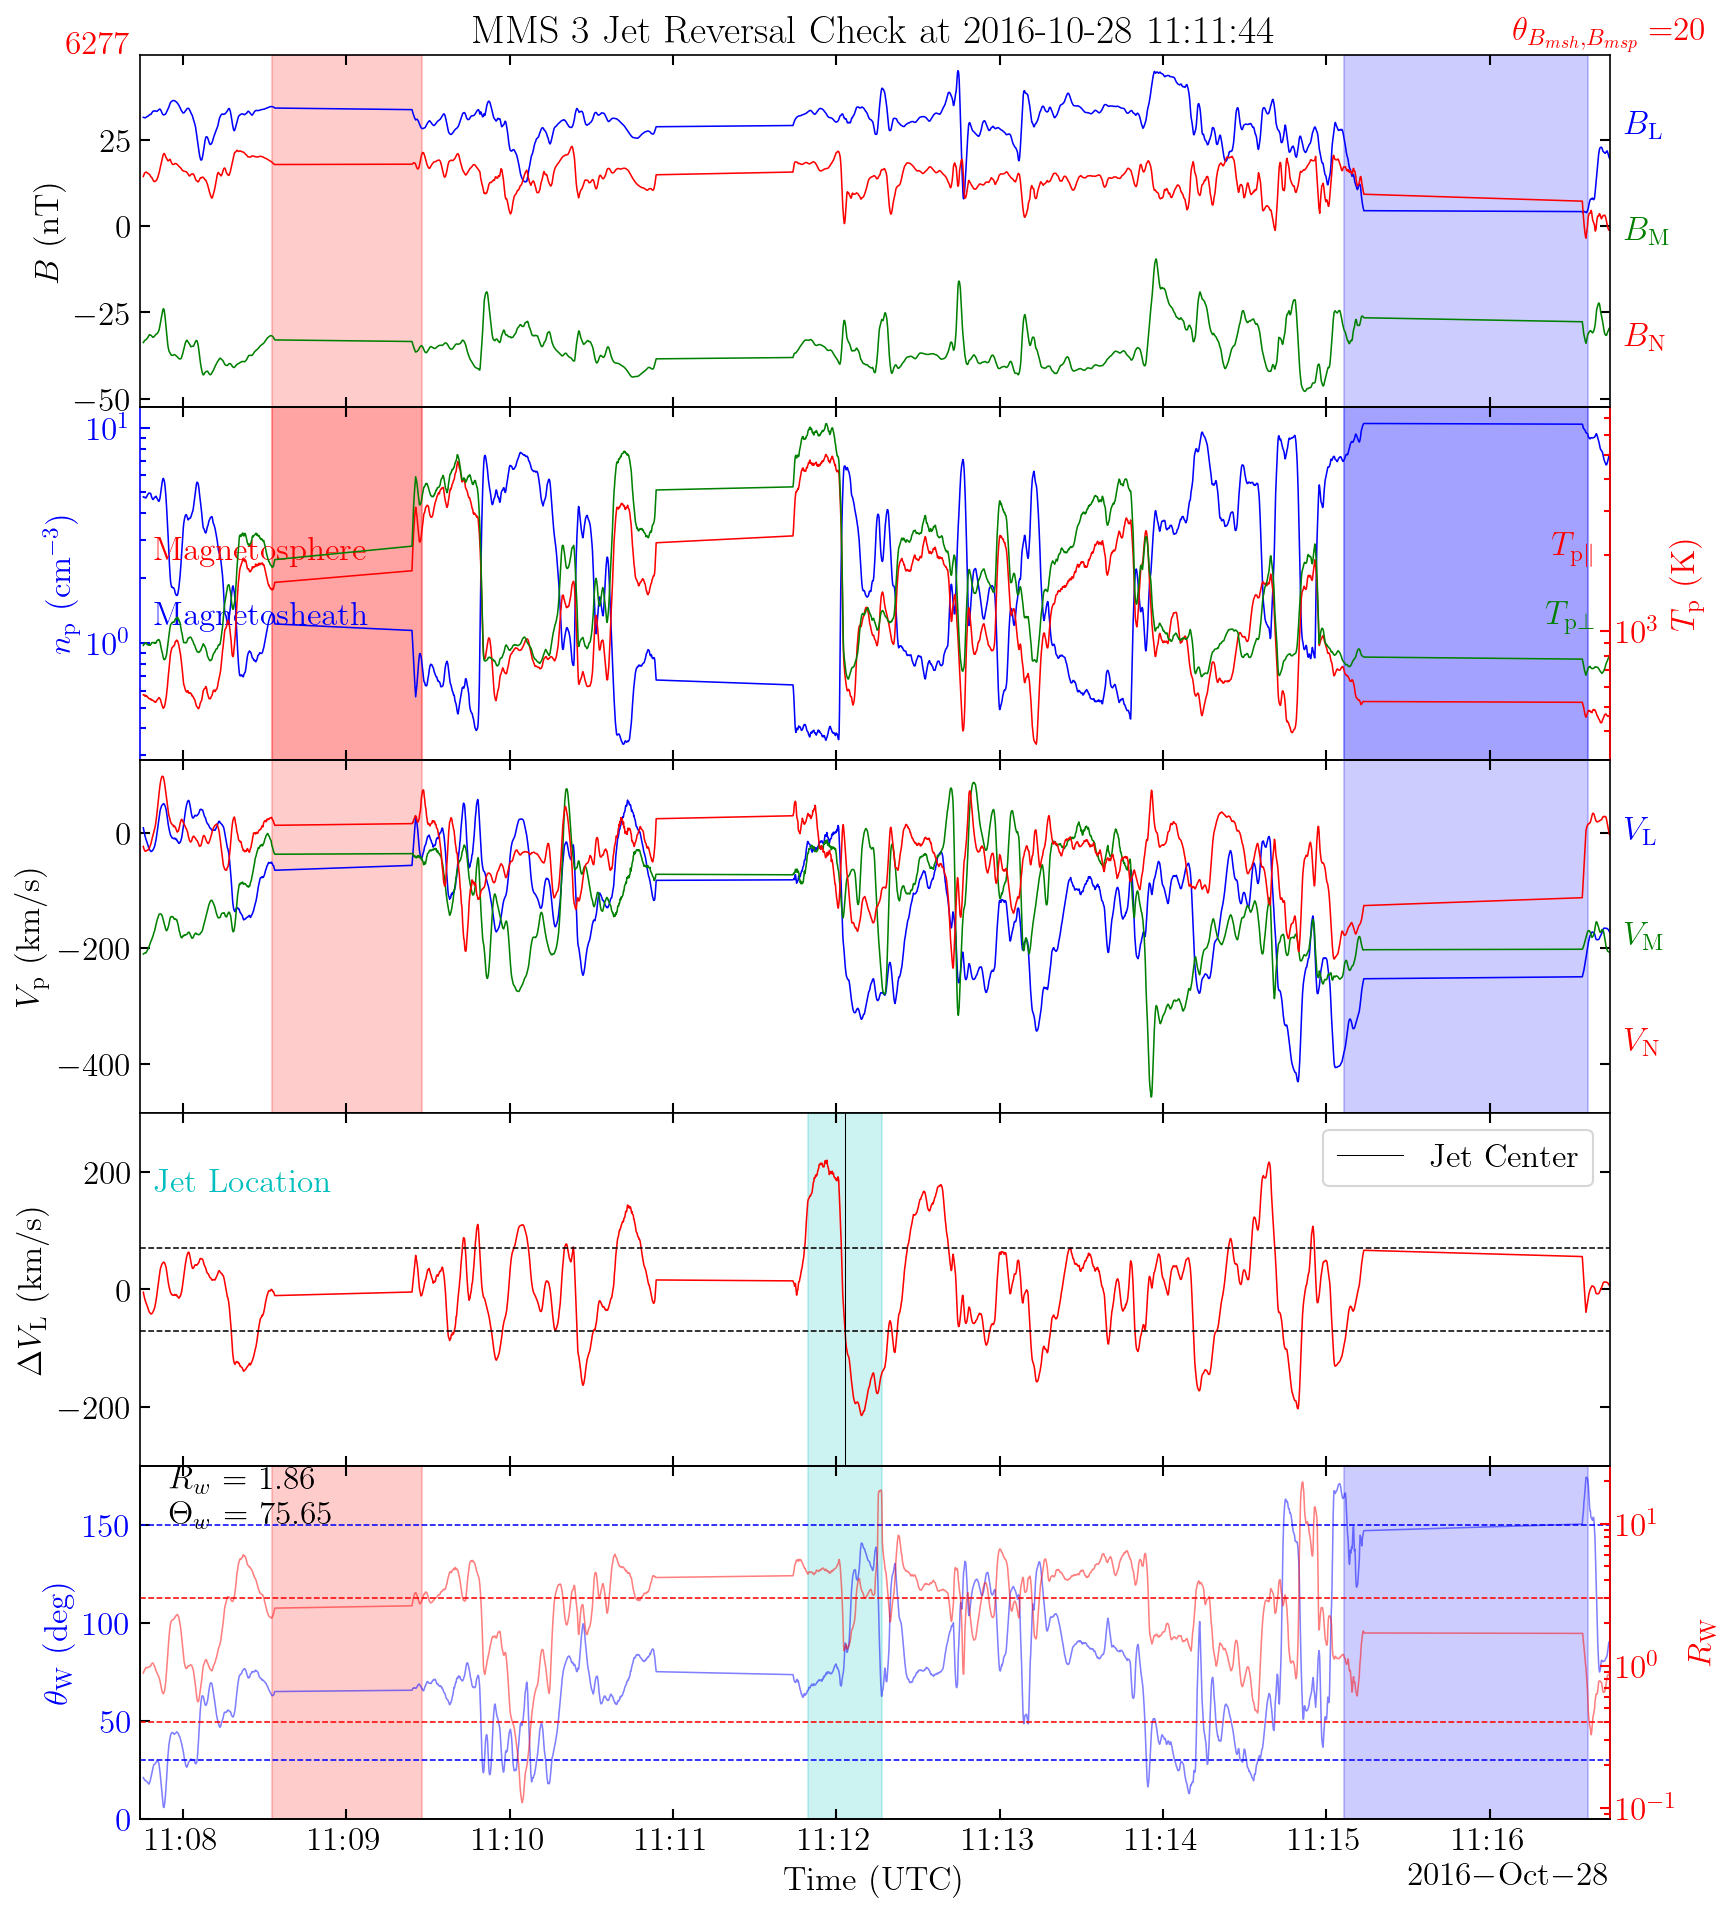 MMS 3 Jet Reversal Check at 2016-10-28 11:11:44
6277
θ_{B_{msh},B_{msp}} =20
25
0
−25
−50
B (nT)
B_L
B_M
B_N
10^1
10^0
n_p (cm^{−3})
Magnetosphere
Magnetosheath
T_{p∥}
T_{p⊥}
10^3
T_p (K)
0
−200
−400
V_p (km/s)
V_L
V_M
V_N
200
0
−200
ΔV_L (km/s)
Jet Location
Jet Center
R_w = 1.86
Θ_w = 75.65
150
100
50
0
θ_W (deg)
10^1
10^0
10^{−1}
R_W
11:08 11:09 11:10 11:11 11:12 11:13 11:14 11:15 11:16
Time (UTC)
2016−Oct−28